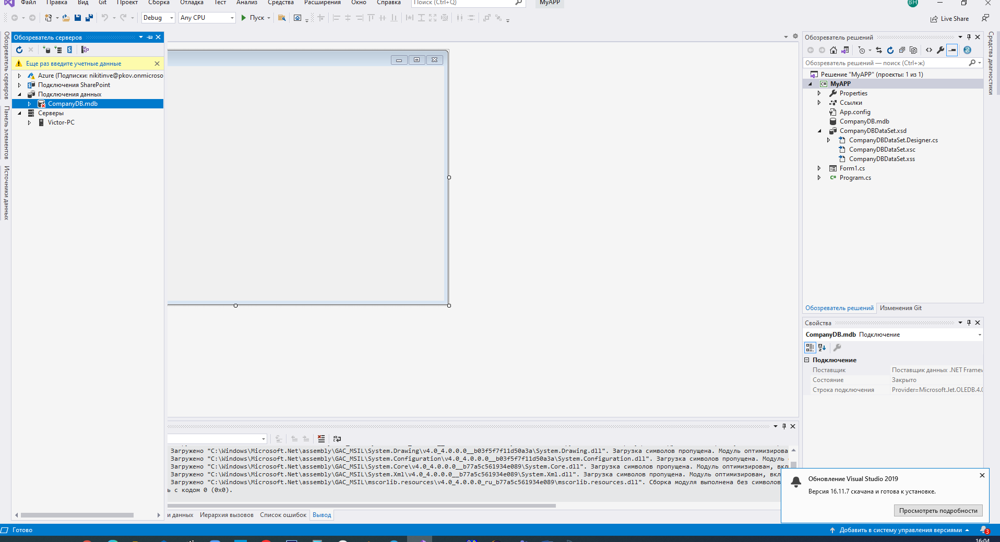 Файл Правка Вид Git Проект Сборка Отладка Тест Анализ Средства Расширения Окно Справка Поиск (Ctrl+Q) MyAPP ВН
Debug Any CPU Пуск Live Share
Обозреватель серверов
Панель элементов
Источники данных
Обозреватель серверов
Еще раз введите учетные данные
Azure (Подписки: nikitinve@pkov.onmicroso
Подключения SharePoint
Подключения данных
CompanyDB.mdb
Серверы
Victor-PC
Загружено "C:\Windows\Microsoft.Net\assembly\GAC_MSIL\System.Drawing\v4.0_4.0.0.0__b03f5f7f11d50a3a\System.Drawing.dll". Загрузка символов пропущена. Модуль оптимизирова
Загружено "C:\Windows\Microsoft.Net\assembly\GAC_MSIL\System.Configuration\v4.0_4.0.0.0__b03f5f7f11d50a3a\System.Configuration.dll". Загрузка символов пропущена. Модуль
Загружено "C:\Windows\Microsoft.Net\assembly\GAC_MSIL\System.Core\v4.0_4.0.0.0__b77a5c561934e089\System.Core.dll". Загрузка символов пропущена. Модуль оптимизирован, вкл
Загружено "C:\Windows\Microsoft.Net\assembly\GAC_MSIL\System.Xml\v4.0_4.0.0.0__b77a5c561934e089\System.Xml.dll". Загрузка символов пропущена. Модуль оптимизирован, вкл
Загружено "C:\Windows\Microsoft.Net\assembly\GAC_MSIL\mscorlib.resources\v4.0_4.0.0.0_ru_b77a5c561934e089\mscorlib.resources.dll". Сборка модуля выполнена без символов
ь с кодом 0 (0x0).
и данных Иерархия вызовов Список ошибок Вывод
Обозреватель решений
Обозреватель решений — поиск (Ctrl+ж)
Решение "MyAPP" (проекты: 1 из 1)
MyAPP
Properties
Ссылки
App.config
CompanyDB.mdb
CompanyDBDataSet.xsd
CompanyDBDataSet.Designer.cs
CompanyDBDataSet.xsc
CompanyDBDataSet.xss
Form1.cs
Program.cs
Обозреватель решений Изменения Git
Свойства
CompanyDB.mdb Подключение
Подключение
Поставщик Поставщик данных .NET Framew
Состояние Закрыто
Строка подключения Provider=Microsoft.Jet.OLEDB.4.0
Средства диагностики
Обновление Visual Studio 2019
Версия 16.11.7 скачана и готова к установке.
Просмотреть подробности
Готово Добавить в систему управления версиями 3
16:04